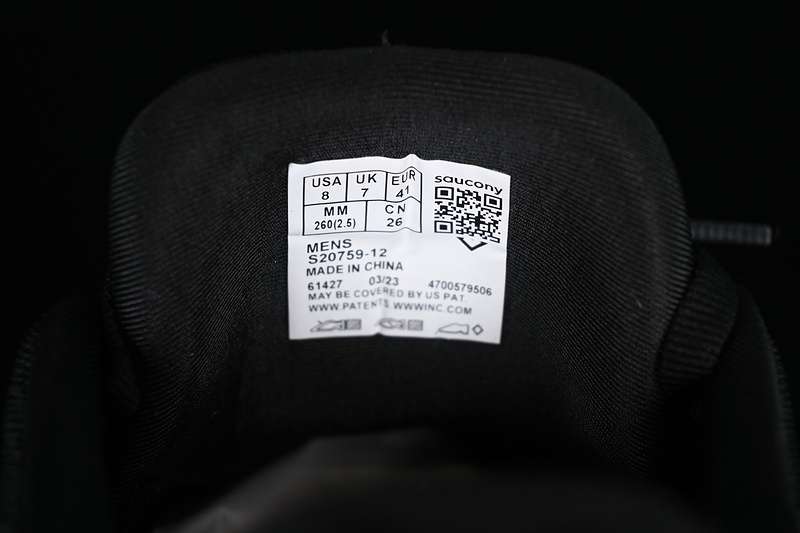 USA UK EUR
8 7 41
MM CN
260(2.5) 26
saucony
MENS
S20759-12
MADE IN CHINA
61427 03/23 4700579506
MAY BE COVERED BY US PAT.
WWW.PATENTS WWWINC.COM